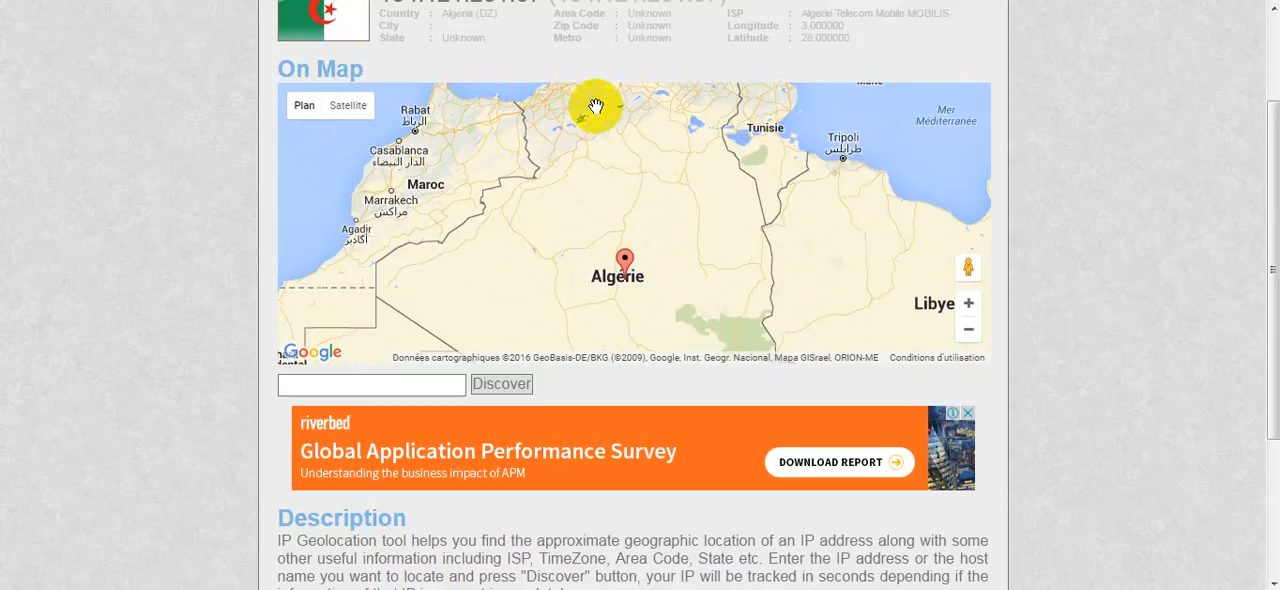 Country : Algeria (DZ) Area Code : Unknown ISP : Algerie Telecom Mobile MOBILIS
City : Zip Code : Unknown Longitude : 3.000000
State : Unknown Metro : Unknown Latitude : 28.000000
On Map
Plan Satellite
Rabat
الرباط
Casablanca
الدار البيضاء
Maroc
Marrakech
مراكش
Agadir
أكادير
Tunisie
Tripoli
طرابلس
Mer
Méditerranée
Algérie
Libye
Google
Données cartographiques ©2016 GeoBasis-DE/BKG (©2009), Google, Inst. Geogr. Nacional, Mapa GISrael, ORION-ME Conditions d'utilisation
Discover
riverbed
Global Application Performance Survey
Understanding the business impact of APM
DOWNLOAD REPORT
Description
IP Geolocation tool helps you find the approximate geographic location of an IP address along with some
other useful information including ISP, TimeZone, Area Code, State etc. Enter the IP address or the host
name you want to locate and press "Discover" button, your IP will be tracked in seconds depending if the